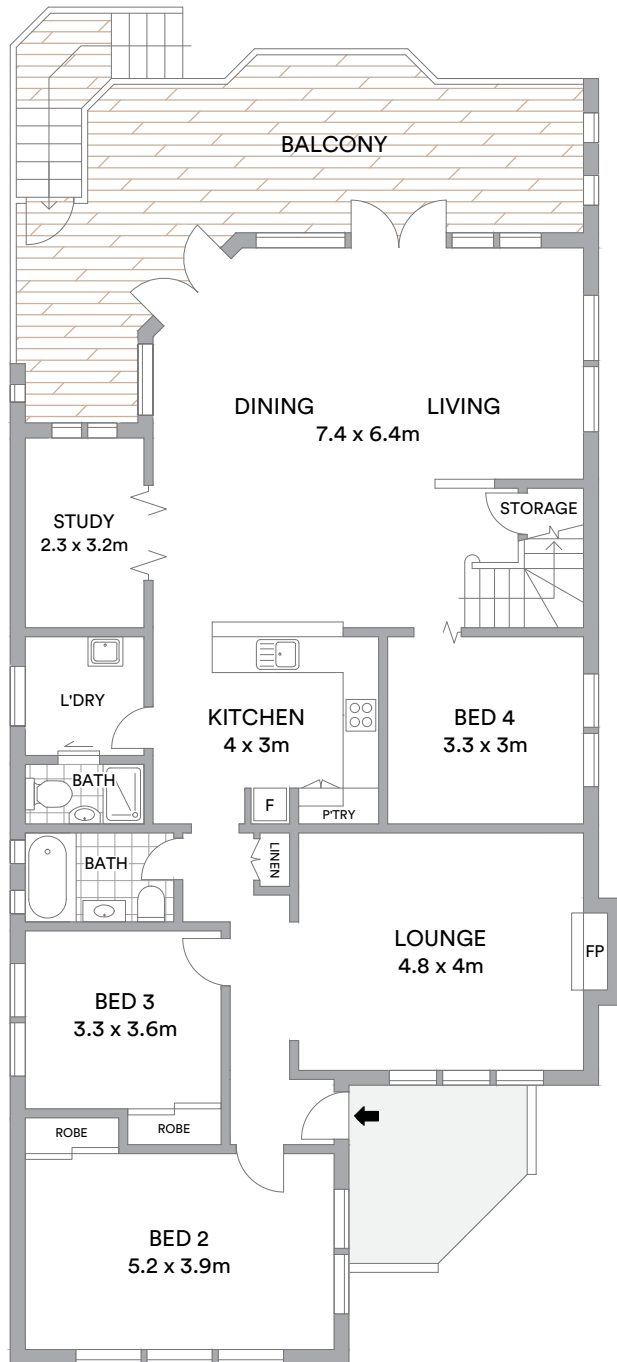 BALCONY
DINING
LIVING
7.4 x 6.4m
STORAGE
STUDY
2.3 x 3.2m
L'DRY
KITCHEN
4 x 3m
BED 4
3.3 x 3m
BATH
F
P'TRY
BATH
LINEN
LOUNGE
4.8 x 4m
FP
BED 3
3.3 x 3.6m
ROBE
ROBE
BED 2
5.2 x 3.9m